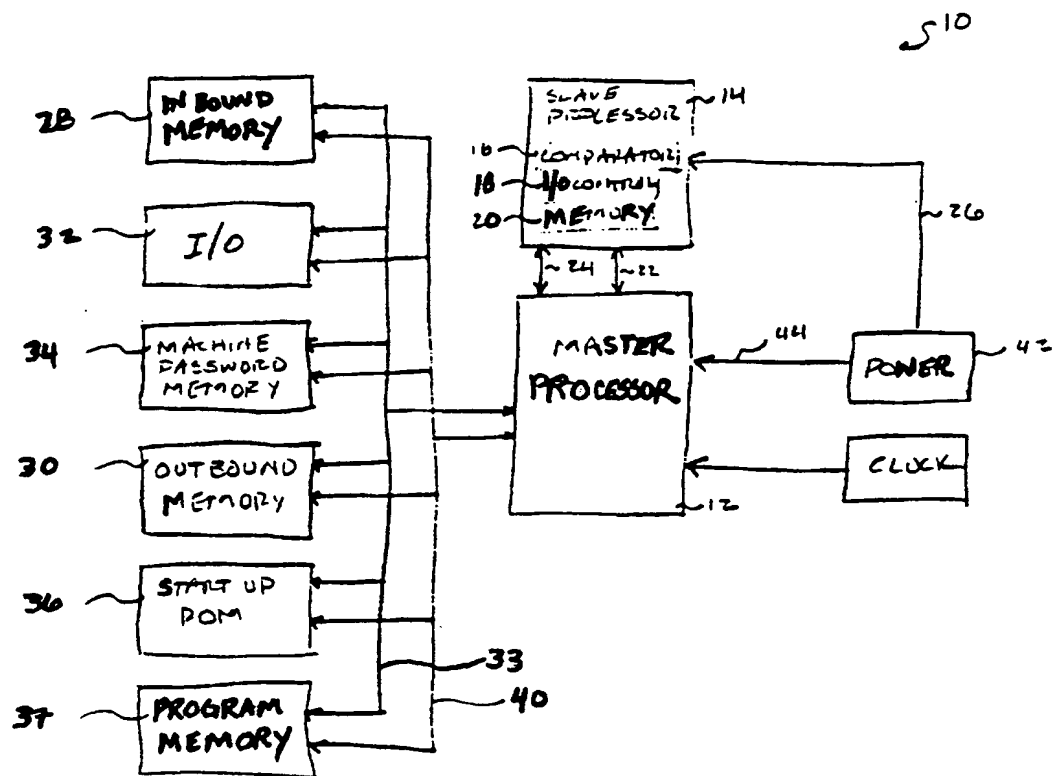 10
28
IN BOUND
MEMORY
32
I/O
34
MACHINE
PASSWORD
MEMORY
30
OUTBOUND
MEMORY
36
START UP
ROM
37
PROGRAM
MEMORY
33
40
SLAVE
PROCESSOR
14
16
COMPARATOR
18
I/O CONTROL
20
MEMORY
24
22
26
MASTER
PROCESSOR
12
44
POWER
42
CLOCK